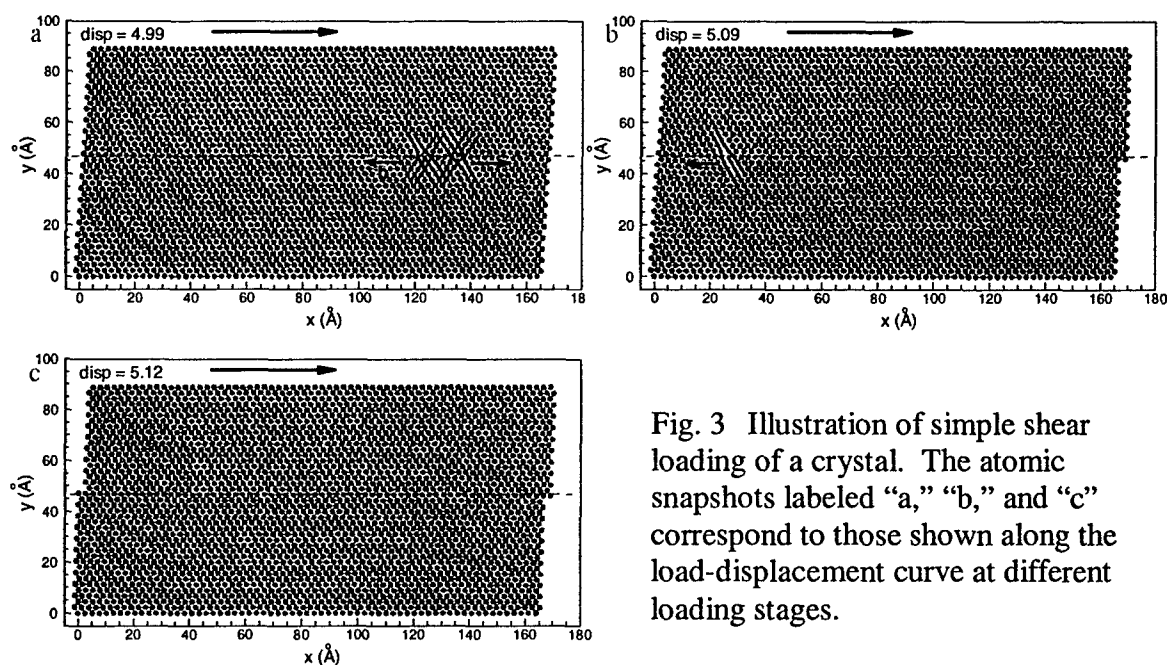 a
disp = 4.99
100
80
60
40
20
0
y (Å)
0 20 40 60 80 100 120 140 160 18
x (Å)
b
disp = 5.09
100
80
60
40
20
0
y (Å)
0 20 40 60 80 100 120 140 160 180
x (Å)
c
disp = 5.12
100
80
60
40
20
0
y (Å)
0 20 40 60 80 100 120 140 160 180
x (Å)
Fig. 3 Illustration of simple shear
loading of a crystal. The atomic
snapshots labeled “a,” “b,” and “c”
correspond to those shown along the
load-displacement curve at different
loading stages.